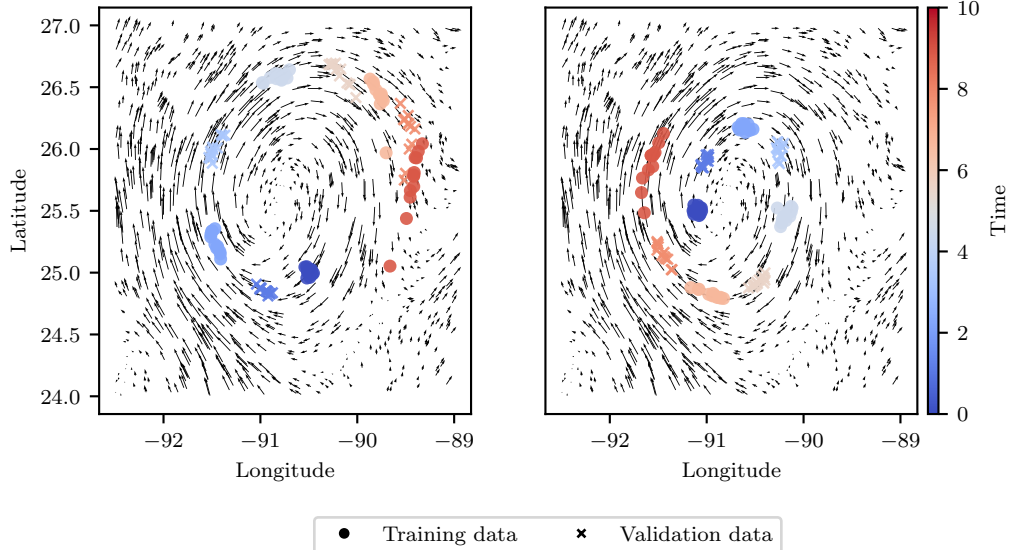 27.0
26.5
26.0
25.5
25.0
24.5
24.0
Latitude
−92 −91 −90 −89
Longitude
−92 −91 −90 −89
Longitude
10
8
6
4
2
0
Time
Training data Validation data